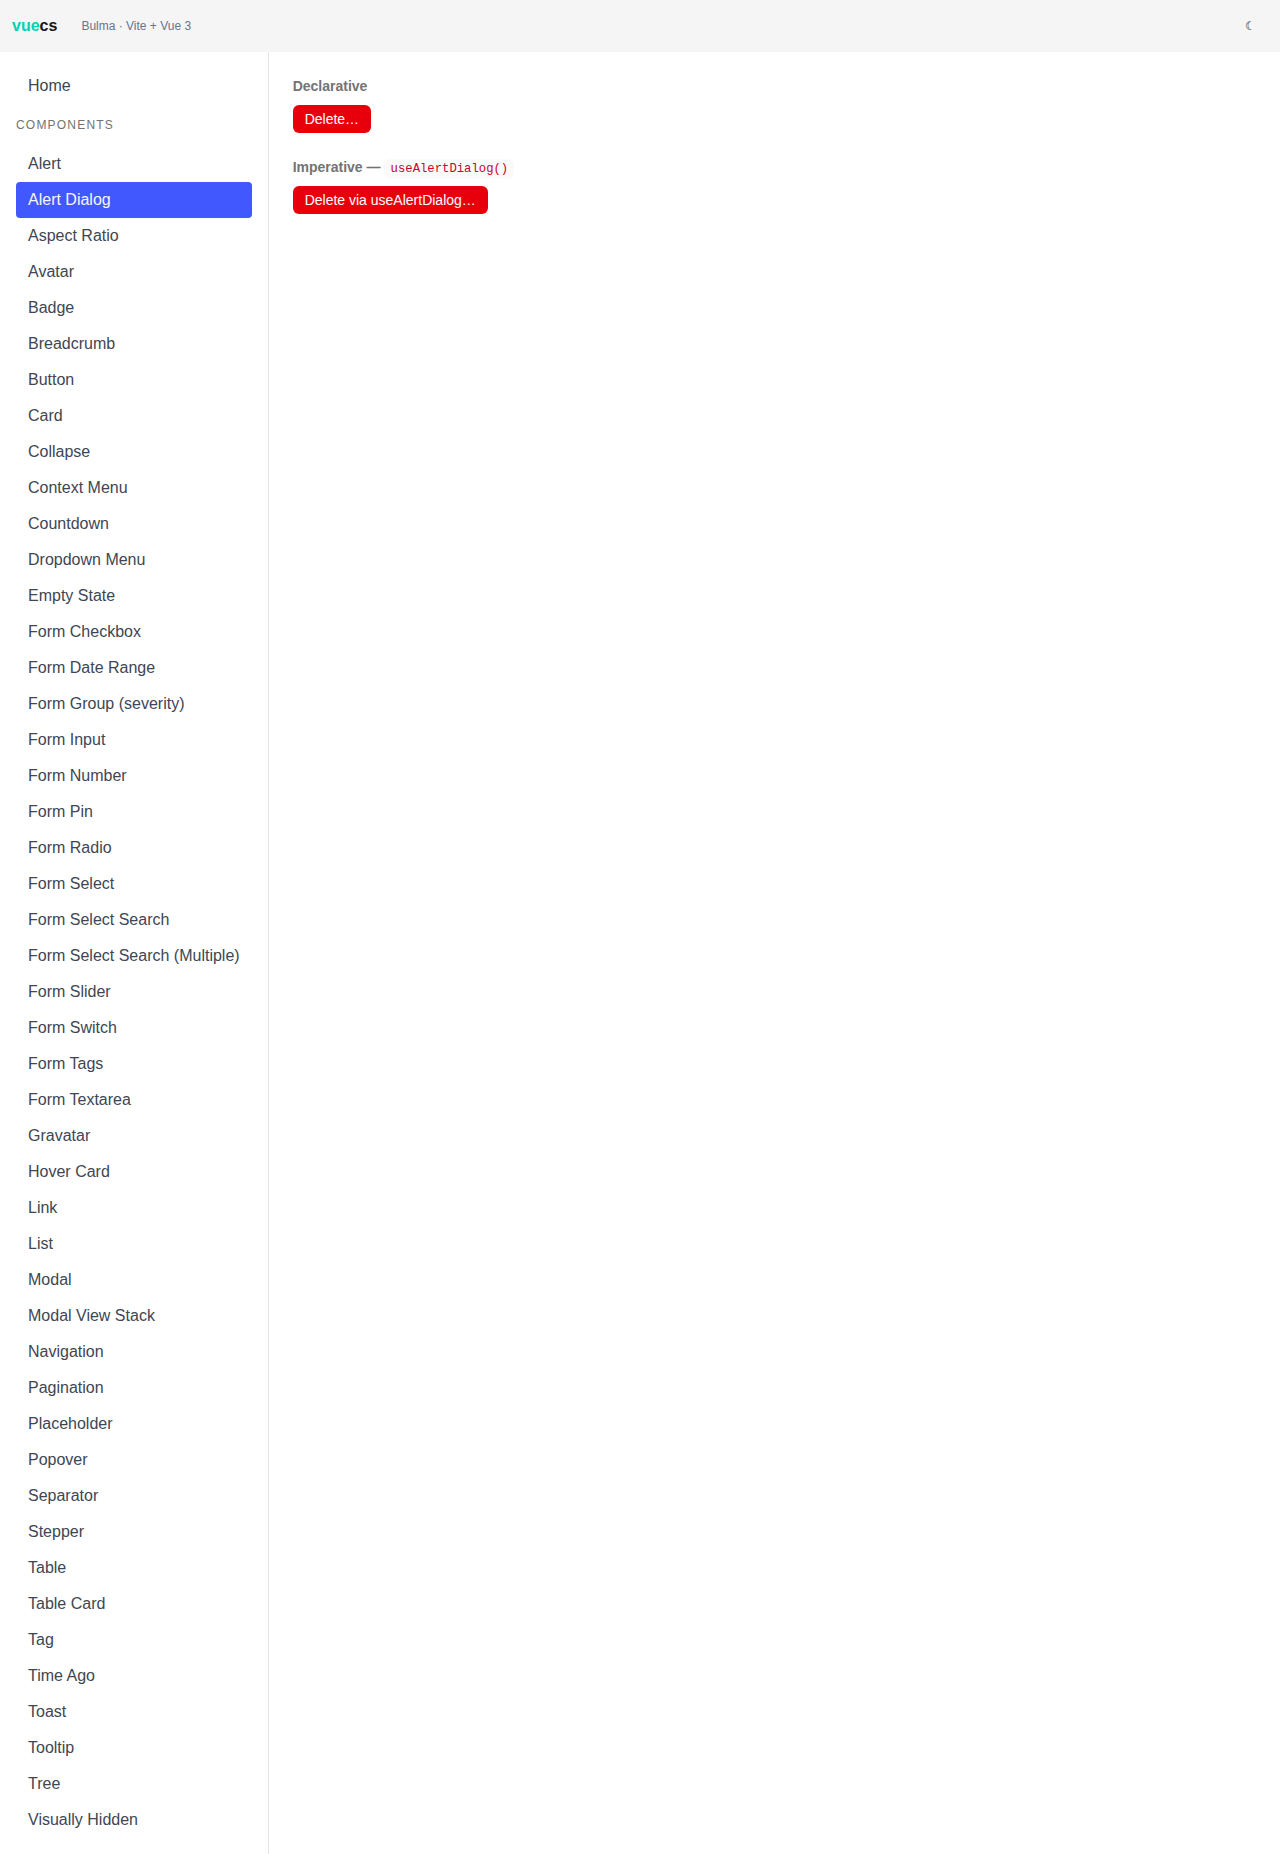 vuecs Bulma · Vite + Vue 3 ☾
Home
COMPONENTS
Alert
Alert Dialog
Aspect Ratio
Avatar
Badge
Breadcrumb
Button
Card
Collapse
Context Menu
Countdown
Dropdown Menu
Empty State
Form Checkbox
Form Date Range
Form Group (severity)
Form Input
Form Number
Form Pin
Form Radio
Form Select
Form Select Search
Form Select Search (Multiple)
Form Slider
Form Switch
Form Tags
Form Textarea
Gravatar
Hover Card
Link
List
Modal
Modal View Stack
Navigation
Pagination
Placeholder
Popover
Separator
Stepper
Table
Table Card
Tag
Time Ago
Toast
Tooltip
Tree
Visually Hidden
Declarative
Delete…
Imperative — useAlertDialog()
Delete via useAlertDialog…